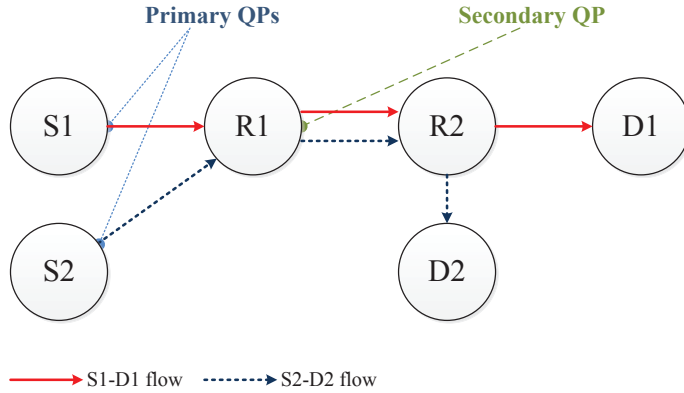 Primary QPs
Secondary QP
S1
R1
R2
D1
S2
D2
S1-D1 flow
S2-D2 flow